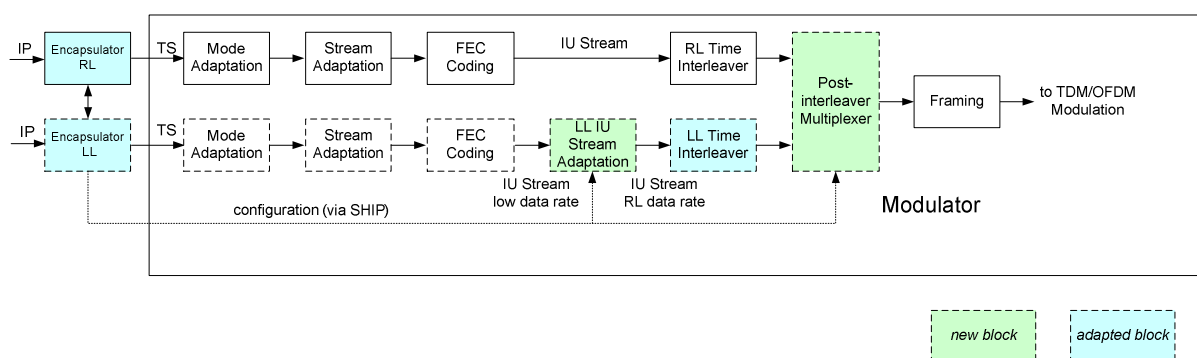 IP
Encapsulator
RL
TS
Mode
Adaptation
Stream
Adaptation
FEC
Coding
IU Stream
RL Time
Interleaver
Post-
interleaver
Multiplexer
Framing
to TDM/OFDM
Modulation
IP
Encapsulator
LL
TS
Mode
Adaptation
Stream
Adaptation
FEC
Coding
LL IU
Stream
Adaptation
LL Time
Interleaver
IU Stream
low data rate
IU Stream
RL data rate
configuration (via SHIP)
Modulator
new block
adapted block